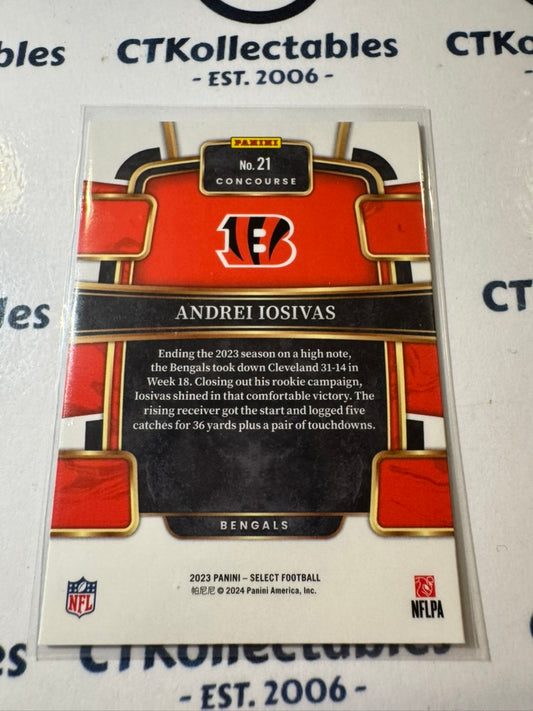 bles
CTKollectables
CTKo
- EST. 2006 -
PANINI
No. 21
CONCOURSE
B
ANDREI IOSIVAS
Ending the 2023 season on a high note,
the Bengals took down Cleveland 31-14 in
Week 18. Closing out his rookie campaign,
Iosivas shined in that comfortable victory. The
rising receiver got the start and logged five
catches for 36 yards plus a pair of touchdowns.
es
CT
BENGALS
2023 PANINI – SELECT FOOTBALL
帕尼尼 © 2024 Panini America, Inc.
NFL
NFLPA
s
CTKollectables
- EST. 2006 -